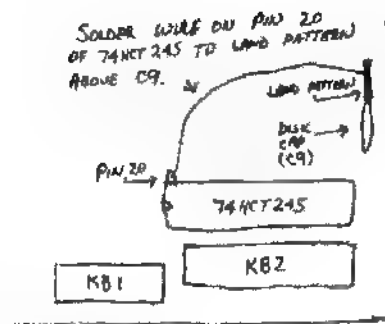 SOLDER WIRE ON PIN 20
OF 74HCT245 TO LAND PATTERN
ABOVE C9.
LAND PATTERN
DISK
CAP
(C9)
PIN 20
74HCT245
KB2
KB1